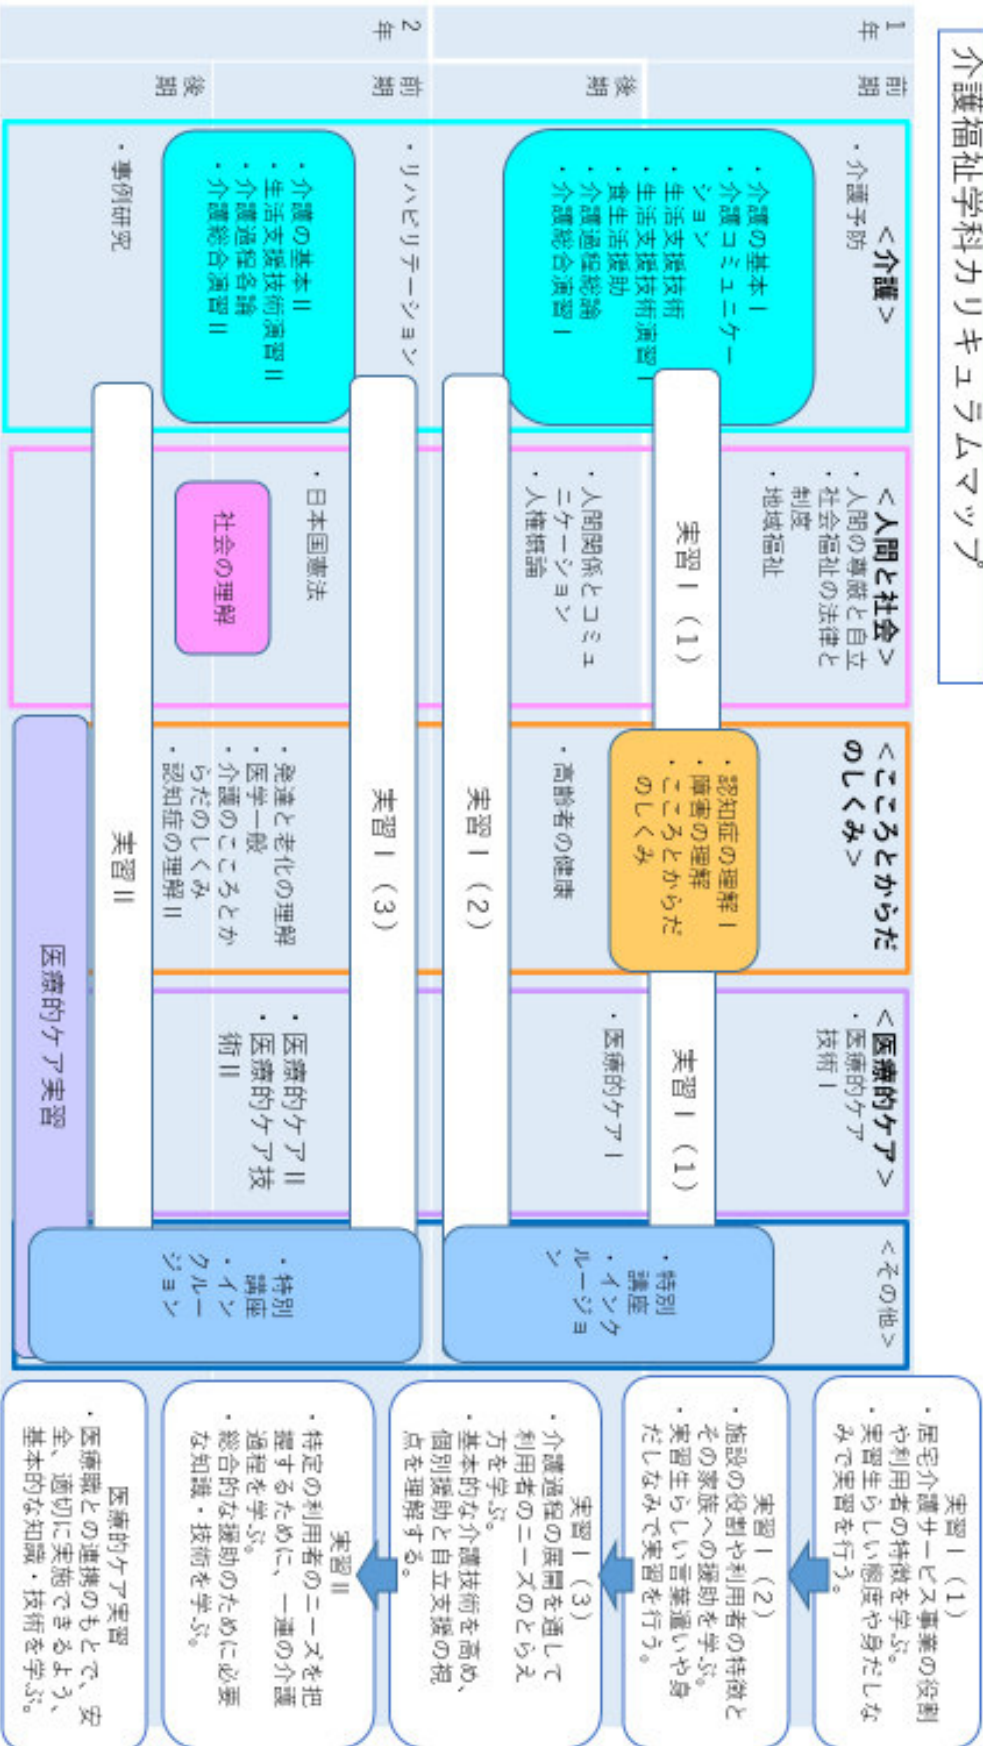 介護福祉学科カリキュラムマップ
1年
前期
後期
2年
前期
後期
<介護>
・介護予防
・介護の基本Ⅰ
・介護コミュニケー
ション
・生活支援技術
・生活支援技術演習Ⅰ
・食生活援助
・介護過程総論
・介護総合演習Ⅰ
・リハビリテーション
・介護の基本Ⅱ
・生活支援技術演習Ⅱ
・介護過程各論
・介護総合演習Ⅱ
・事例研究
<人間と社会>
・人間の尊厳と自立
・社会福祉の法律と
制度
・地域福祉
実習Ⅰ(1)
・人間関係とコミュ
ニケーション
・人権概論
・日本国憲法
社会の理解
<こころとからだ
のしくみ>
・認知症の理解Ⅰ
・障害の理解
・こころとからだ
のしくみ
・高齢者の健康
実習Ⅰ(2)
実習Ⅰ(3)
・発達と老化の理解
・医学一般
・介護のこころとか
らだのしくみ
・認知症の理解Ⅱ
実習Ⅱ
<医療的ケア>
・医療的ケア
技術Ⅰ
実習Ⅰ(1)
・医療的ケアⅠ
・医療的ケアⅡ
・医療的ケア技
術Ⅱ
医療的ケア実習
<その他>
・特別
講座
・インク
ルージョ
ン
・特別
講座
・イン
クルー
ジョン
実習Ⅰ(1)
・居宅介護サービス事業の役割
や利用者の特徴を学ぶ。
・実習生らしい態度や身だしな
みで実習を行う。
実習Ⅰ(2)
・施設の役割や利用者の特徴と
その家族への援助を学ぶ。
・実習生らしい言葉遣いや身
だしなみで実習を行う。
実習Ⅰ(3)
・介護過程の展開を通して
利用者のニーズのとらえ
方を学ぶ。
・基本的な介護技術を高め、
個別援助と自立支援の視
点を理解する。
実習Ⅱ
・特定の利用者のニーズを把
握するために、一連の介護
過程を学ぶ。
・総合的な援助のために必要
な知識・技術を学ぶ。
医療的ケア実習
・医療職との連携のもとで、安
全、適切に実施できるよう、
基本的な知識・技術を学ぶ。